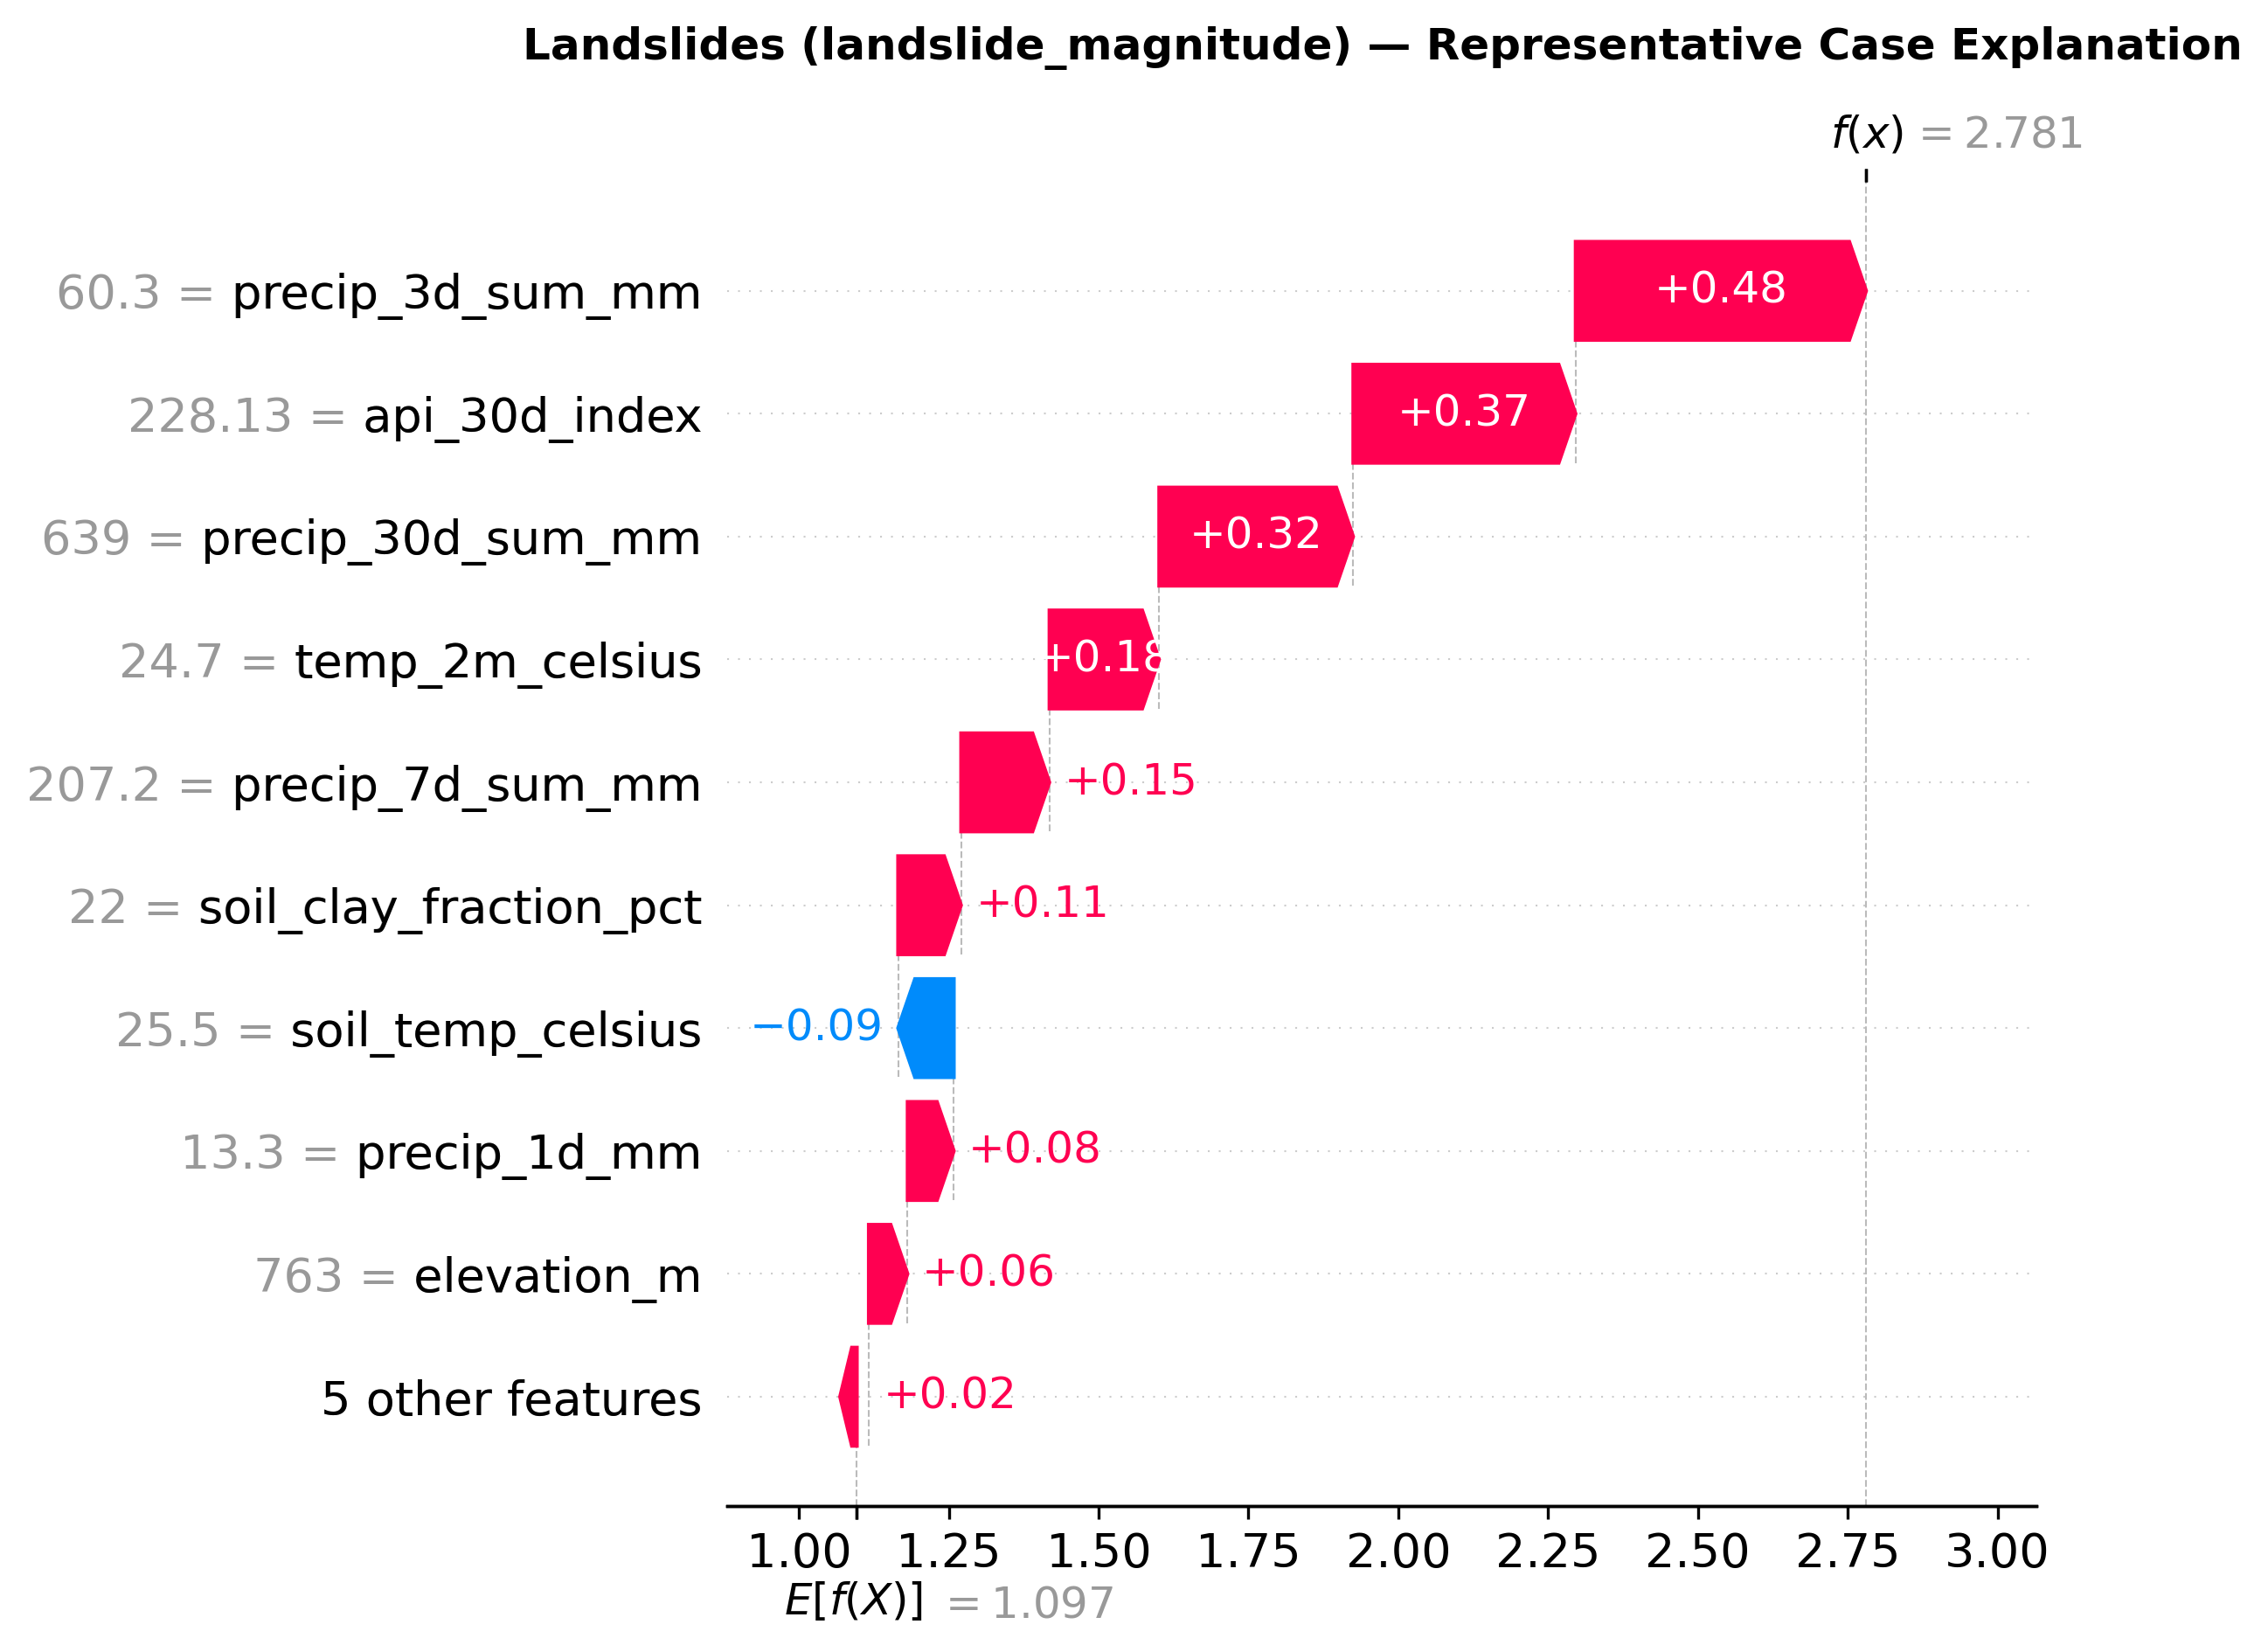 Landslides (landslide_magnitude) — Representative Case Explanation
f(x) = 2.781
60.3 = precip_3d_sum_mm +0.48
228.13 = api_30d_index +0.37
639 = precip_30d_sum_mm +0.32
24.7 = temp_2m_celsius +0.18
207.2 = precip_7d_sum_mm +0.15
22 = soil_clay_fraction_pct +0.11
25.5 = soil_temp_celsius −0.09
13.3 = precip_1d_mm +0.08
763 = elevation_m +0.06
5 other features +0.02
1.00 1.25 1.50 1.75 2.00 2.25 2.50 2.75 3.00
E[f(X)] = 1.097